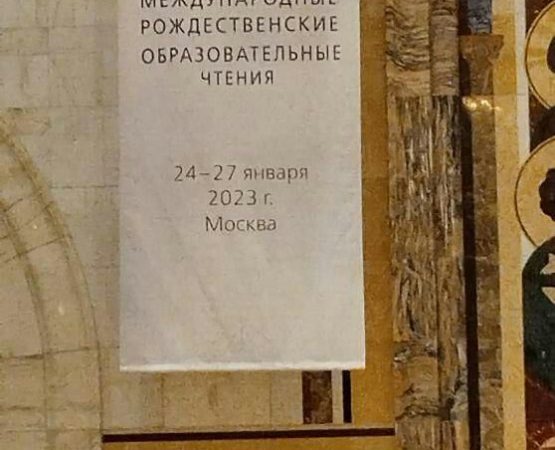 МЕЖДУНАРОДНЫЕ
РОЖДЕСТВЕНСКИЕ
ОБРАЗОВАТЕЛЬНЫЕ
ЧТЕНИЯ
24–27 января
2023 г.
Москва